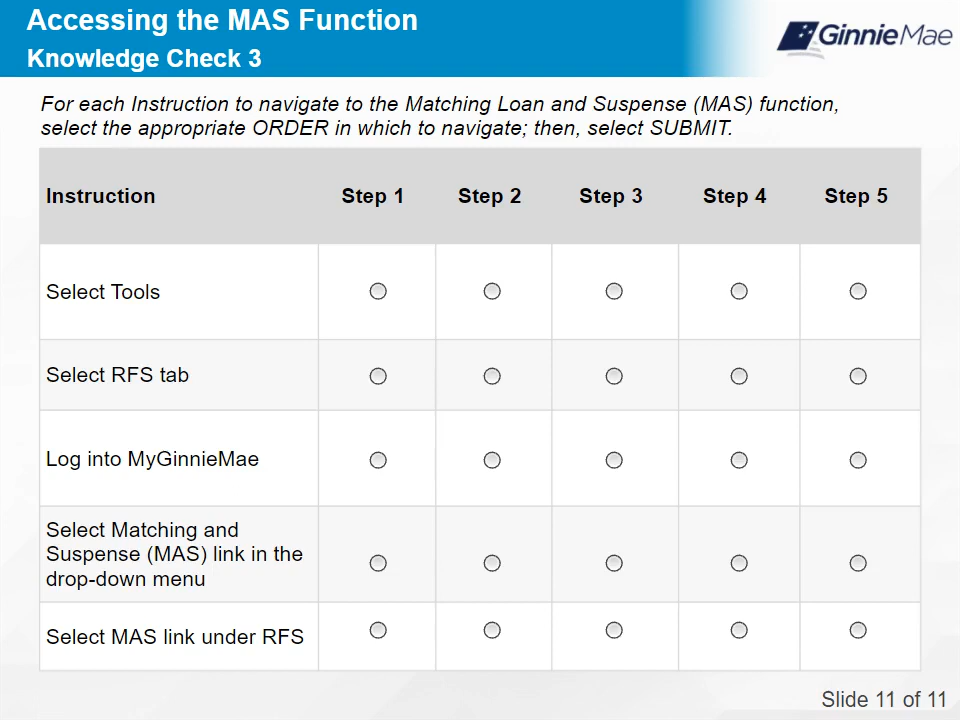 Accessing the MAS Function
Knowledge Check 3
GinnieMae
For each Instruction to navigate to the Matching Loan and Suspense (MAS) function,
select the appropriate ORDER in which to navigate; then, select SUBMIT.
Instruction Step 1 Step 2 Step 3 Step 4 Step 5
Select Tools
Select RFS tab
Log into MyGinnieMae
Select Matching and
Suspense (MAS) link in the
drop-down menu
Select MAS link under RFS
Slide 11 of 11